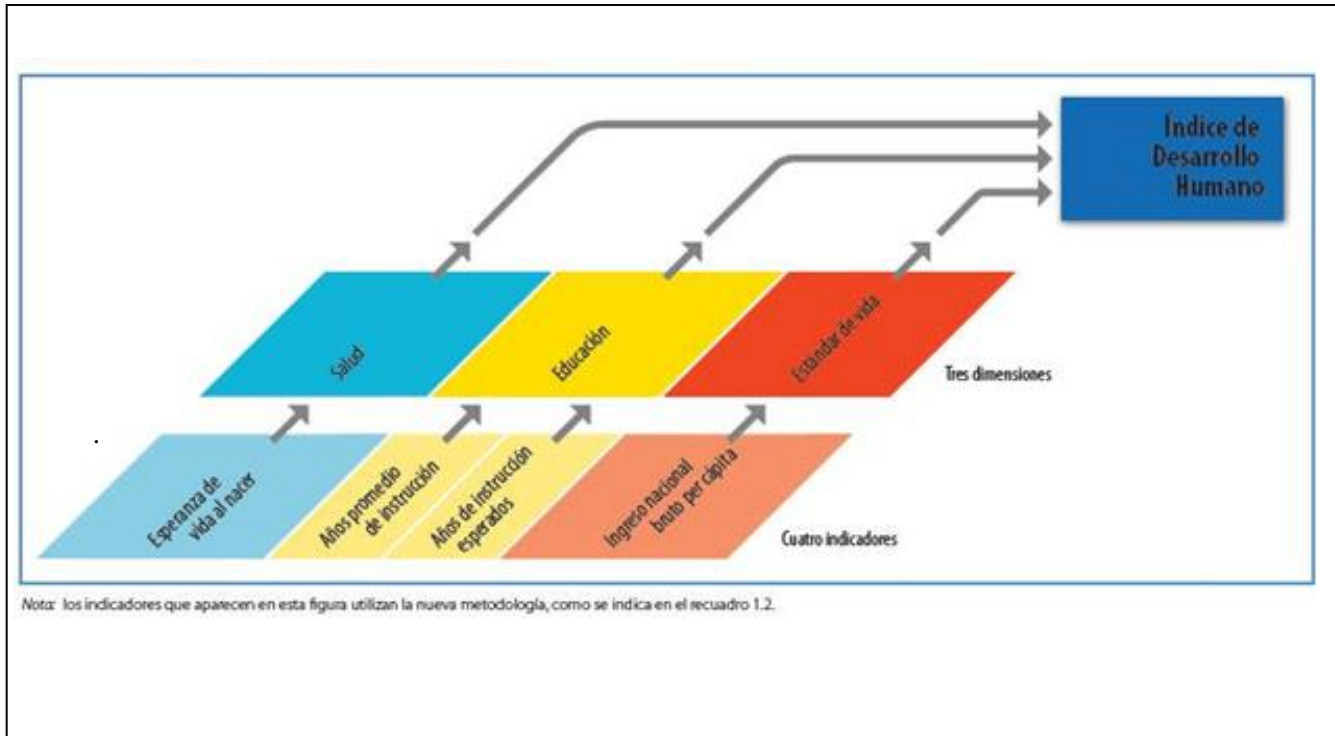 Índice de
Desarrollo
Humano
Salud
Educación
Estándar de vida
Tres dimensiones
Esperanza de
vida al nacer
Años promedio
de instrucción
Años de instrucción
esperados
Ingreso nacional
bruto per cápita
Cuatro indicadores
Nota: los indicadores que aparecen en esta figura utilizan la nueva metodología, como se indica en el recuadro 1.2.